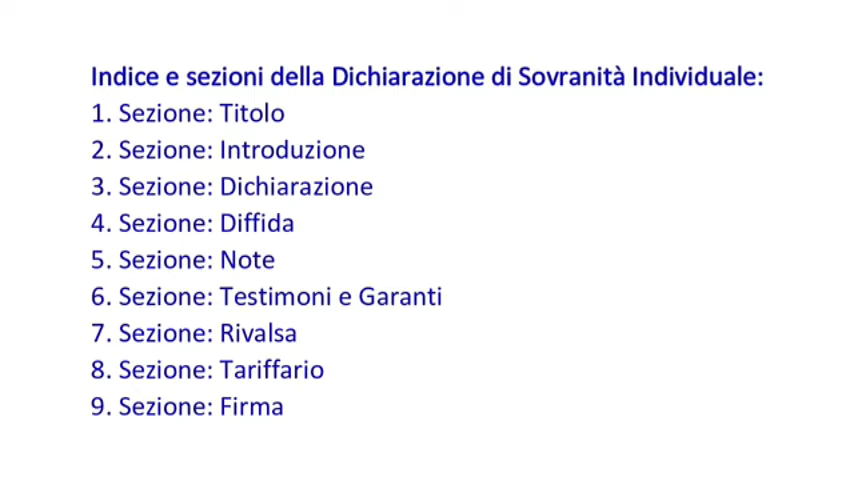 Indice e sezioni della Dichiarazione di Sovranità Individuale:
1. Sezione: Titolo
2. Sezione: Introduzione
3. Sezione: Dichiarazione
4. Sezione: Diffida
5. Sezione: Note
6. Sezione: Testimoni e Garanti
7. Sezione: Rivalsa
8. Sezione: Tariffario
9. Sezione: Firma